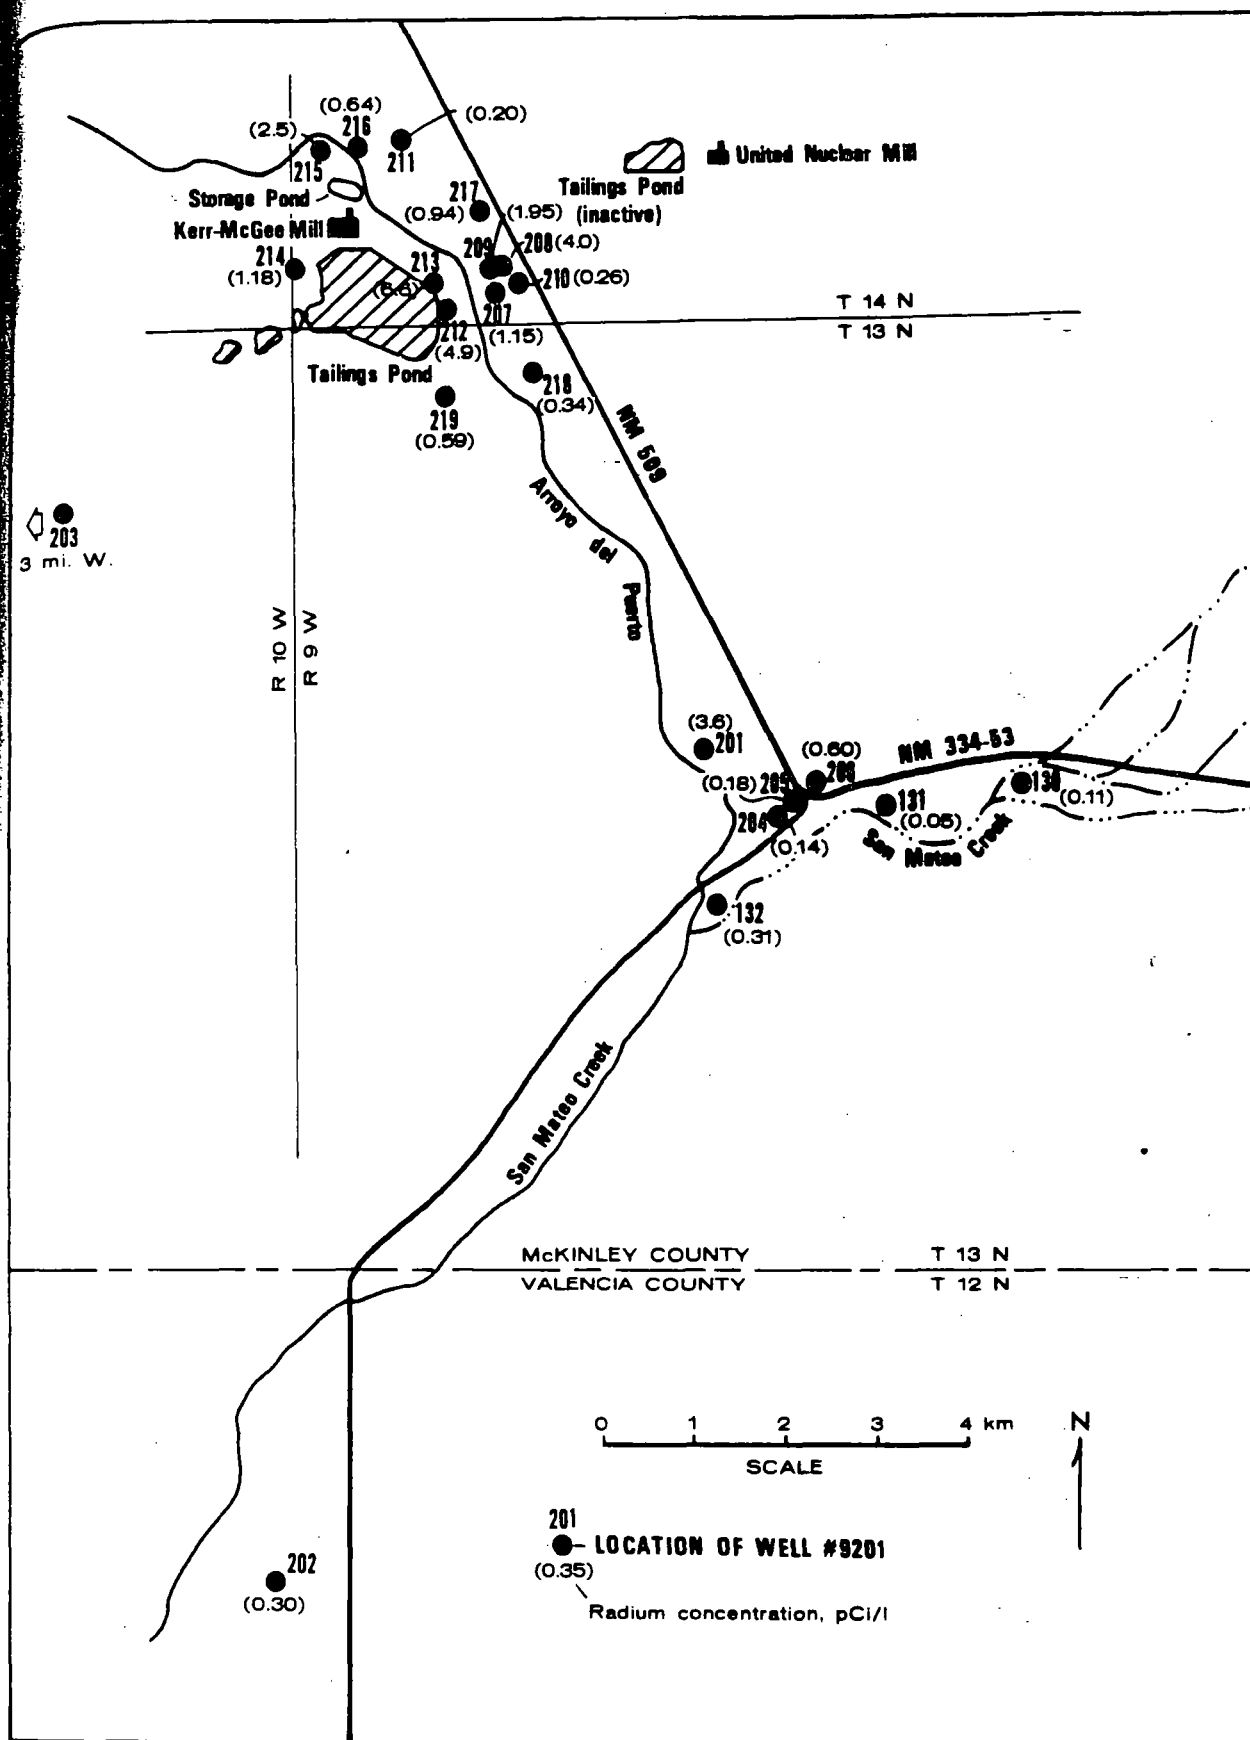 (0.64)
216
(0.20)
(2.5)
215
211
United Nuclear Mill
Tailings Pond
(inactive)
Storage Pond
217
(0.94)
(1.95)
Kerr-McGee Mill
209
208 (4.0)
214
(1.18)
213
210 (0.26)
207
(1.15)
T 14 N
T 13 N
212
(4.9)
Tailings Pond
218
(0.34)
219
(0.59)
NM 509
Arroyo del Puerto
203
3 mi. W.
R 10 W
R 9 W
(3.6)
201
(0.60)
206
NM 334-53
(0.18)
205
204
(0.14)
131
(0.05)
130
(0.11)
San Mateo Creek
132
(0.31)
San Mateo Creek
McKINLEY COUNTY
T 13 N
VALENCIA COUNTY
T 12 N
0 1 2 3 4 km
SCALE
N
201
LOCATION OF WELL #9201
(0.35)
Radium concentration, pCi/l
202
(0.30)